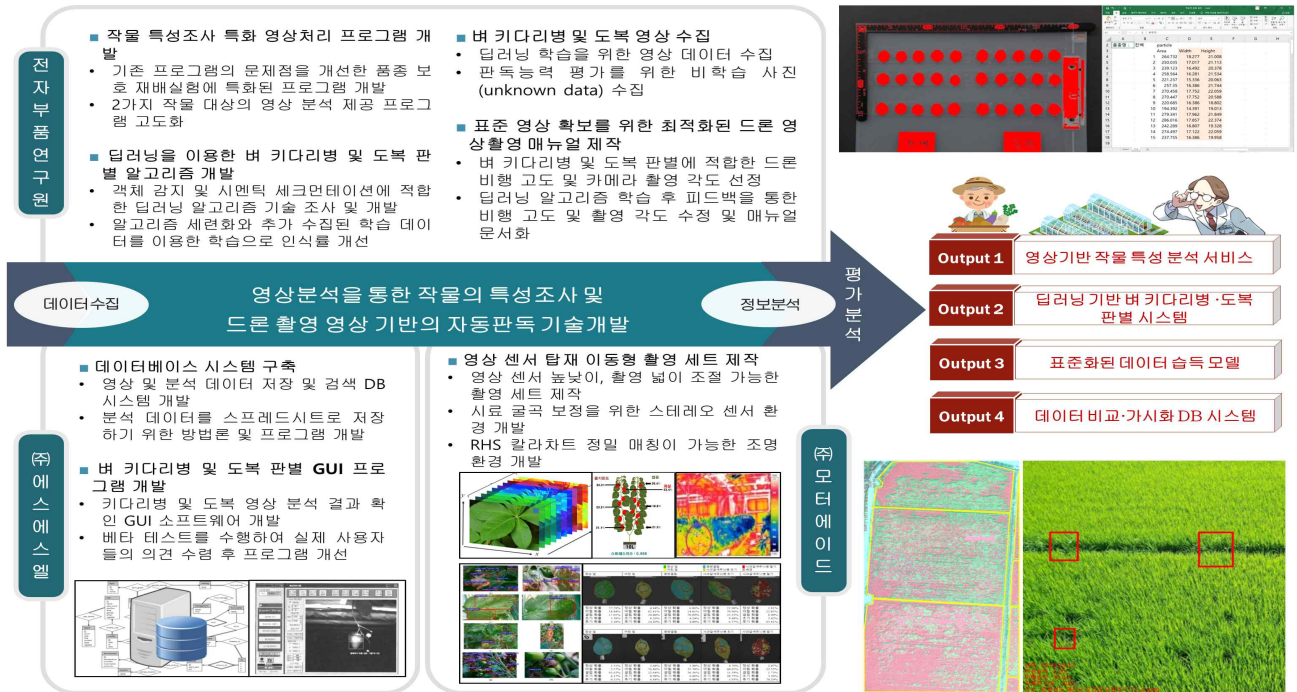 전자부품연구원
■ 작물 특성조사 특화 영상처리 프로그램 개
발
• 기존 프로그램의 문제점을 개선한 품종 보
호 재배실험에 특화된 프로그램 개발
• 2가지 작물 대상의 영상 분석 제공 프로그
램 고도화
■ 딥러닝을 이용한 벼 키다리병 및 도복 판
별 알고리즘 개발
• 객체 감지 및 시멘틱 세크먼테이션에 적합
한 딥러닝 알고리즘 기술 조사 및 개발
• 알고리즘 세련화와 추가 수집된 학습 데이
터를 이용한 학습으로 인식률 개선
■ 벼 키다리병 및 도복 영상 수집
• 딥러닝 학습을 위한 영상 데이터 수집
• 판독능력 평가를 위한 비학습 사진
(unknown data) 수집
■ 표준 영상 확보를 위한 최적화된 드론 영
상촬영 매뉴얼 제작
• 벼 키다리병 및 도복 판별에 적합한 드론
비행 고도 및 카메라 촬영 각도 선정
• 딥러닝 알고리즘 학습 후 피드백을 통한
비행 고도 및 촬영 각도 수정 및 매뉴얼
문서화
데이터수집
영상분석을 통한 작물의 특성조사 및
드론 촬영 영상 기반의 자동판독 기술개발
정보분석
평가분석
㈜에스에스엘
■ 데이터베이스 시스템 구축
• 영상 및 분석 데이터 저장 및 검색 DB
시스템 개발
• 분석 데이터를 스프레드시트로 저장
하기 위한 방법론 및 프로그램 개발
■ 벼 키다리병 및 도복 판별 GUI 프로
그램 개발
• 키다리병 및 도복 영상 분석 결과 확
인 GUI 소프트웨어 개발
• 베타 테스트를 수행하여 실제 사용자
들의 의견 수령 후 프로그램 개선
■ 영상 센서 탑재 이동형 촬영 세트 제작
• 영상 센서 높낮이, 촬영 넓이 조절 가능한
촬영 세트 제작
• 시료 굴곡 보정을 위한 스테레오 센서 환
경 개발
• RHS 칼라차트 정밀 매칭이 가능한 조명
환경 개발
㈜모터에이드
particle
Area Width Height
Output 1 영상기반 작물 특성 분석 서비스
Output 2 딥러닝 기반 벼 키다리병·도복
판별 시스템
Output 3 표준화된 데이터 습득 모델
Output 4 데이터 비교·가시화 DB 시스템